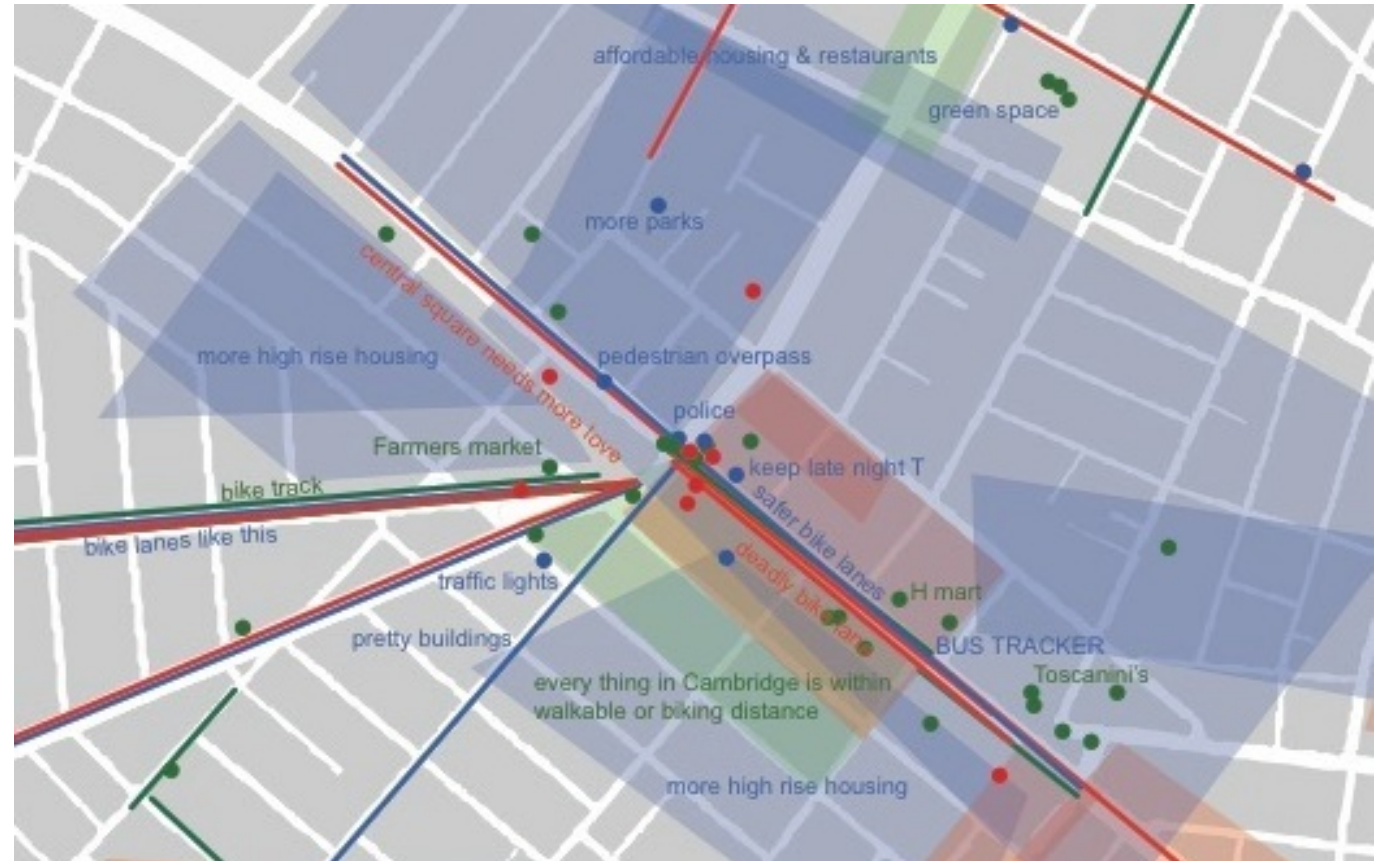 affordable housing & restaurants
green space
more parks
central square needs more love
more high rise housing
pedestrian overpass
police
Farmers market
keep late night T
bike track
safer bike lanes
bike lanes like this
deadly bike lane
traffic lights
H mart
pretty buildings
BUS TRACKER
Toscanini's
every thing in Cambridge is within
walkable or biking distance
more high rise housing